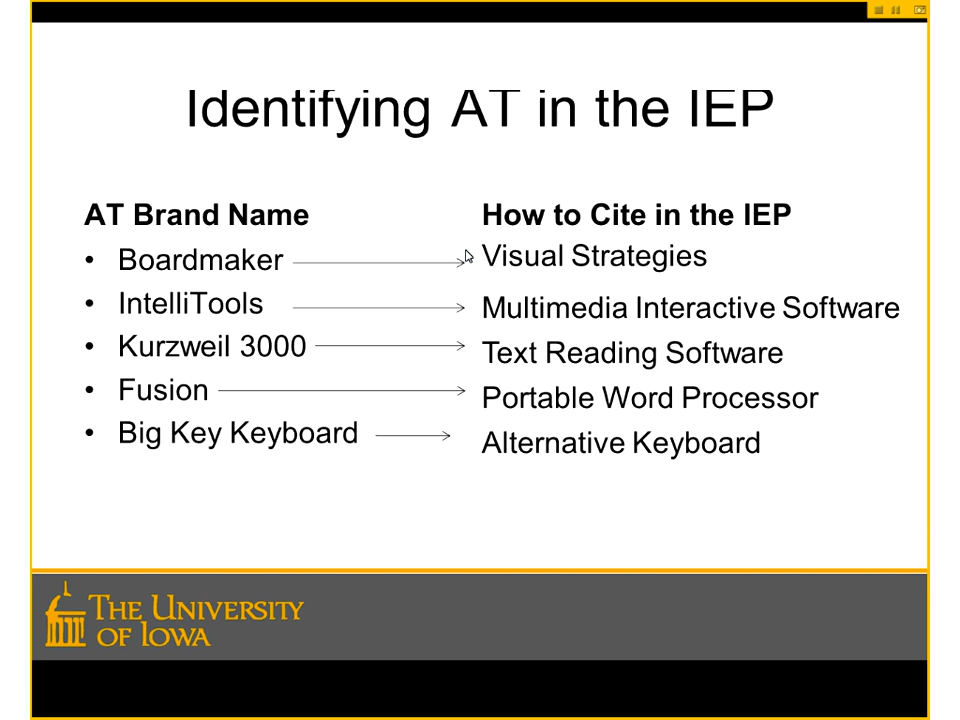 Identifying AT in the IEP
AT Brand Name
• Boardmaker
• IntelliTools
• Kurzweil 3000
• Fusion
• Big Key Keyboard
How to Cite in the IEP
Visual Strategies
Multimedia Interactive Software
Text Reading Software
Portable Word Processor
Alternative Keyboard
THE UNIVERSITY
OF IOWA